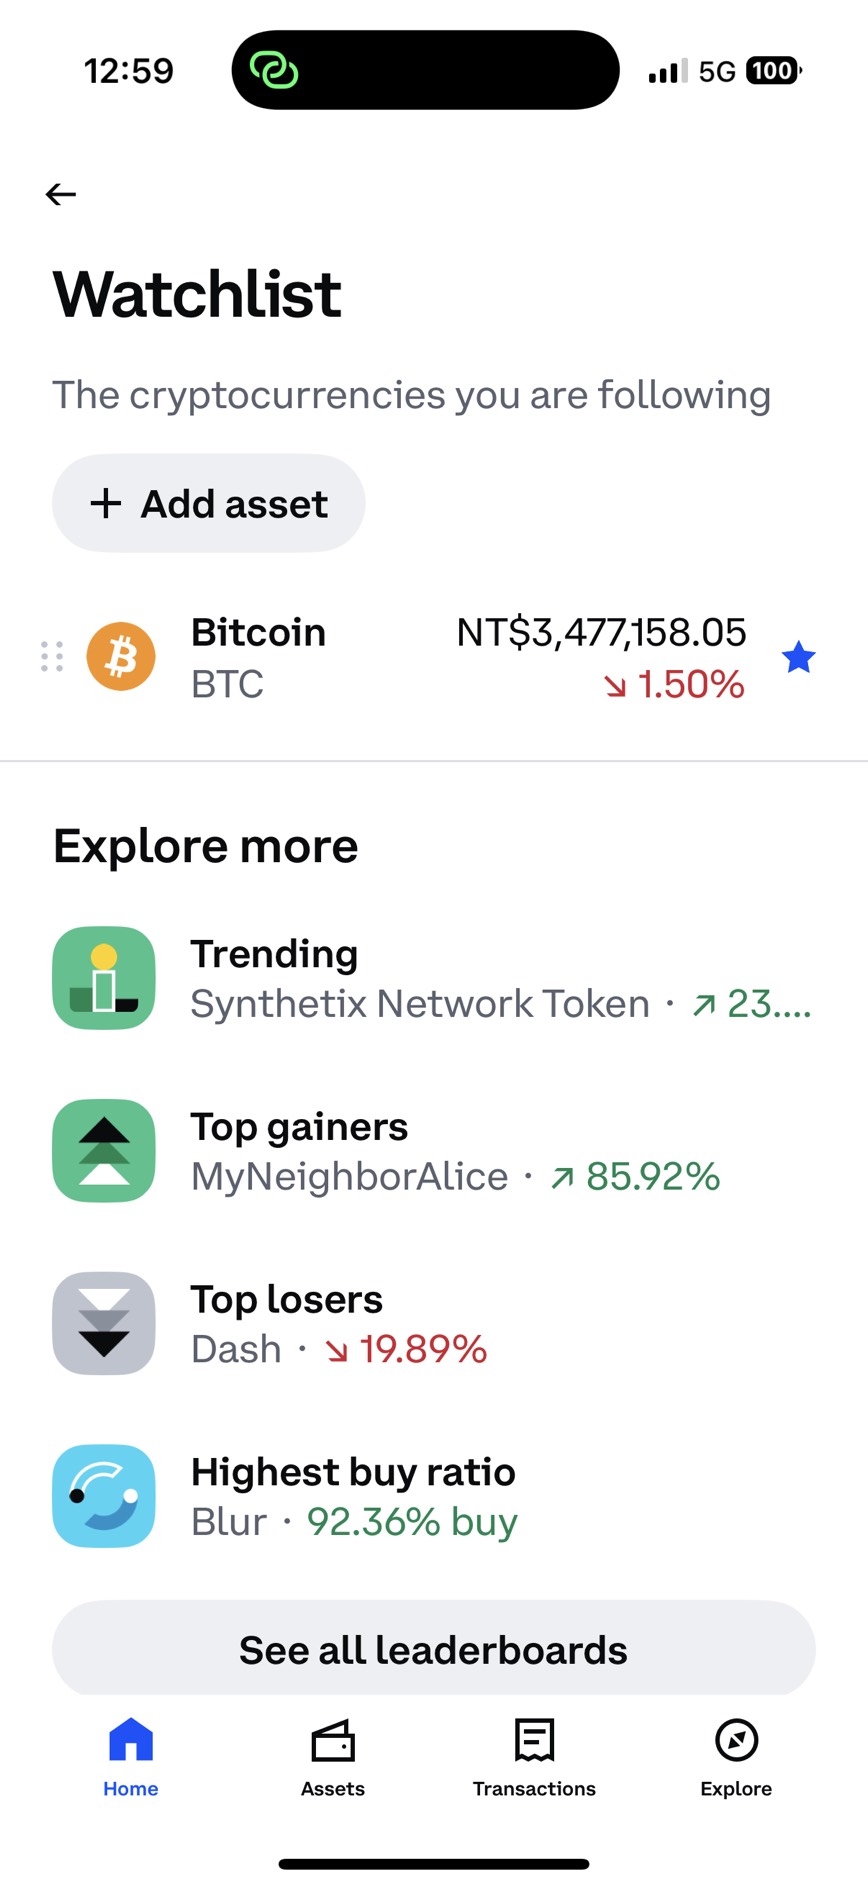 12:59
5G 100
Watchlist
The cryptocurrencies you are following
+ Add asset
Bitcoin NT$3,477,158.05
BTC ↘ 1.50%
Explore more
Trending
Synthetix Network Token · ↗ 23....
Top gainers
MyNeighborAlice · ↗ 85.92%
Top losers
Dash · ↘ 19.89%
Highest buy ratio
Blur · 92.36% buy
See all leaderboards
Home Assets Transactions Explore